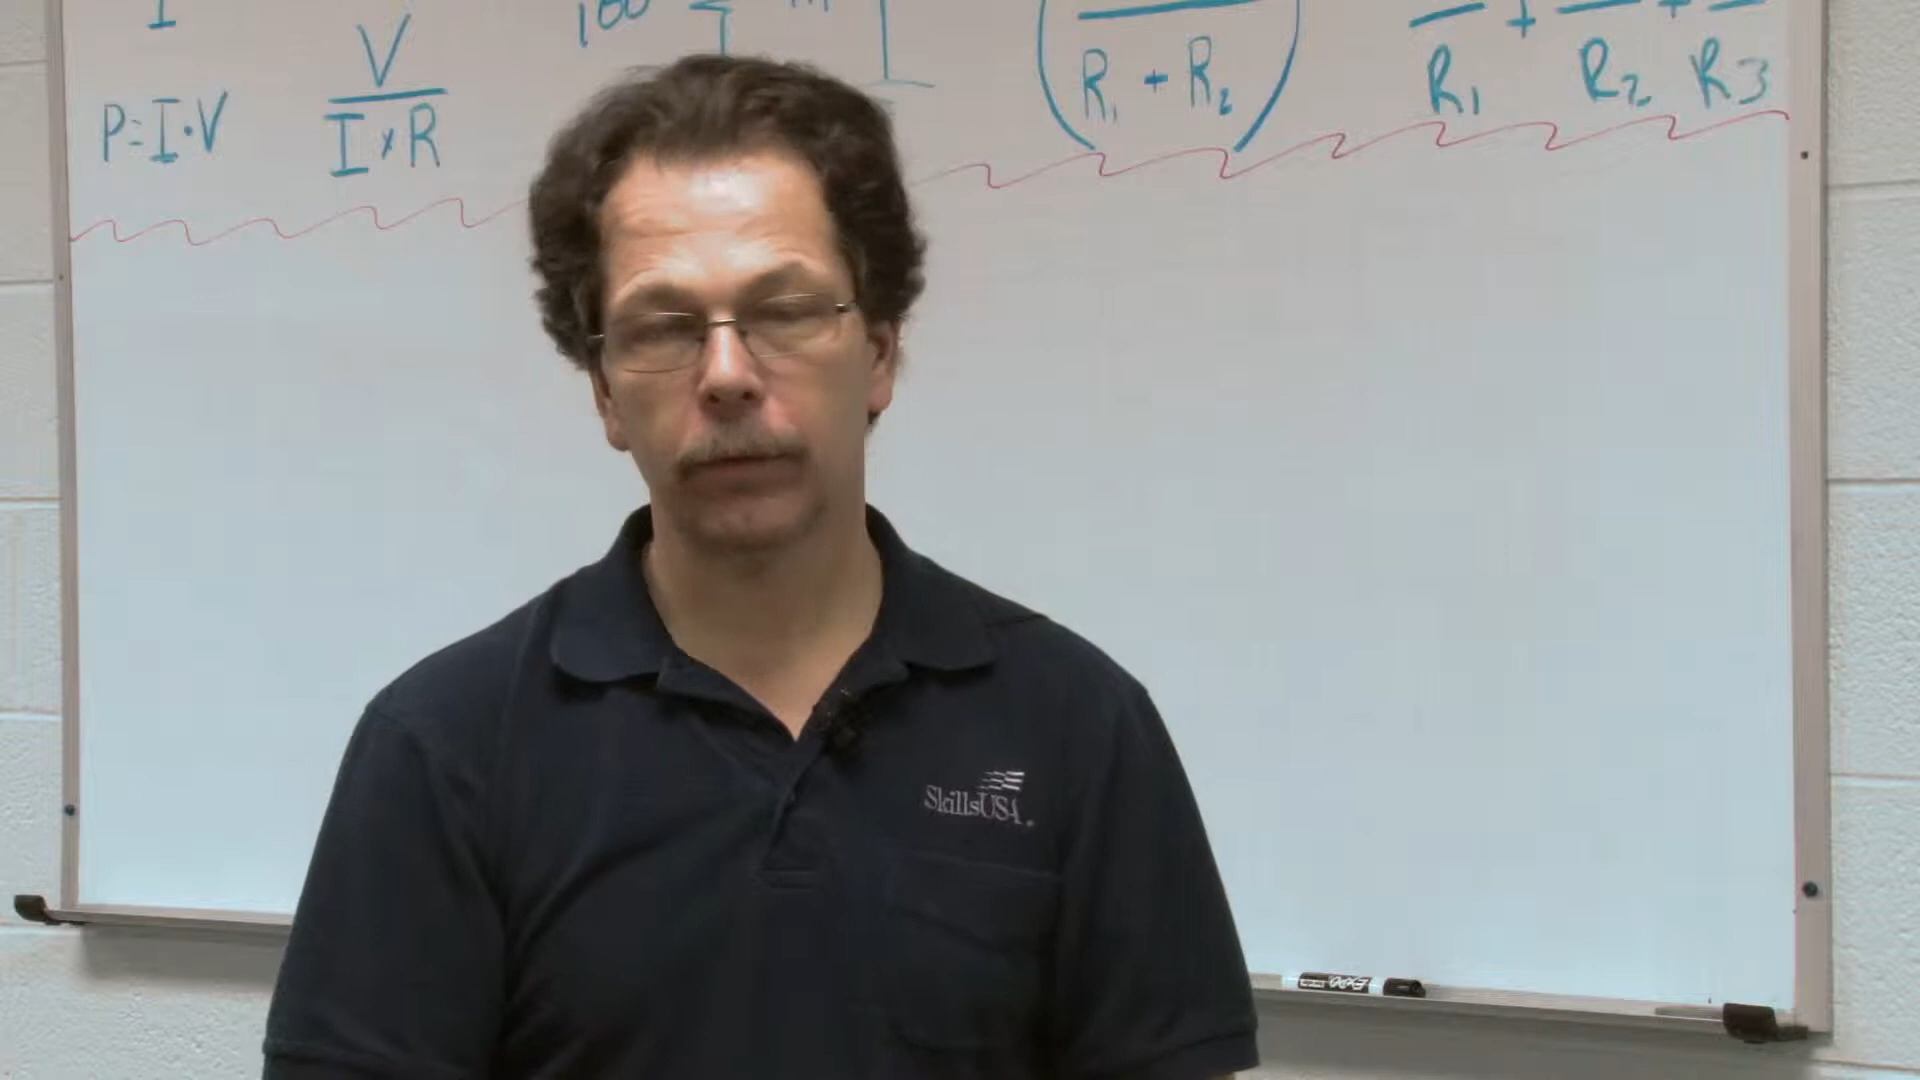 I
100
V
P=I·V
I x R
R1 + R2
+ +
R1 R2 R3
SkillsUSA
EXPO